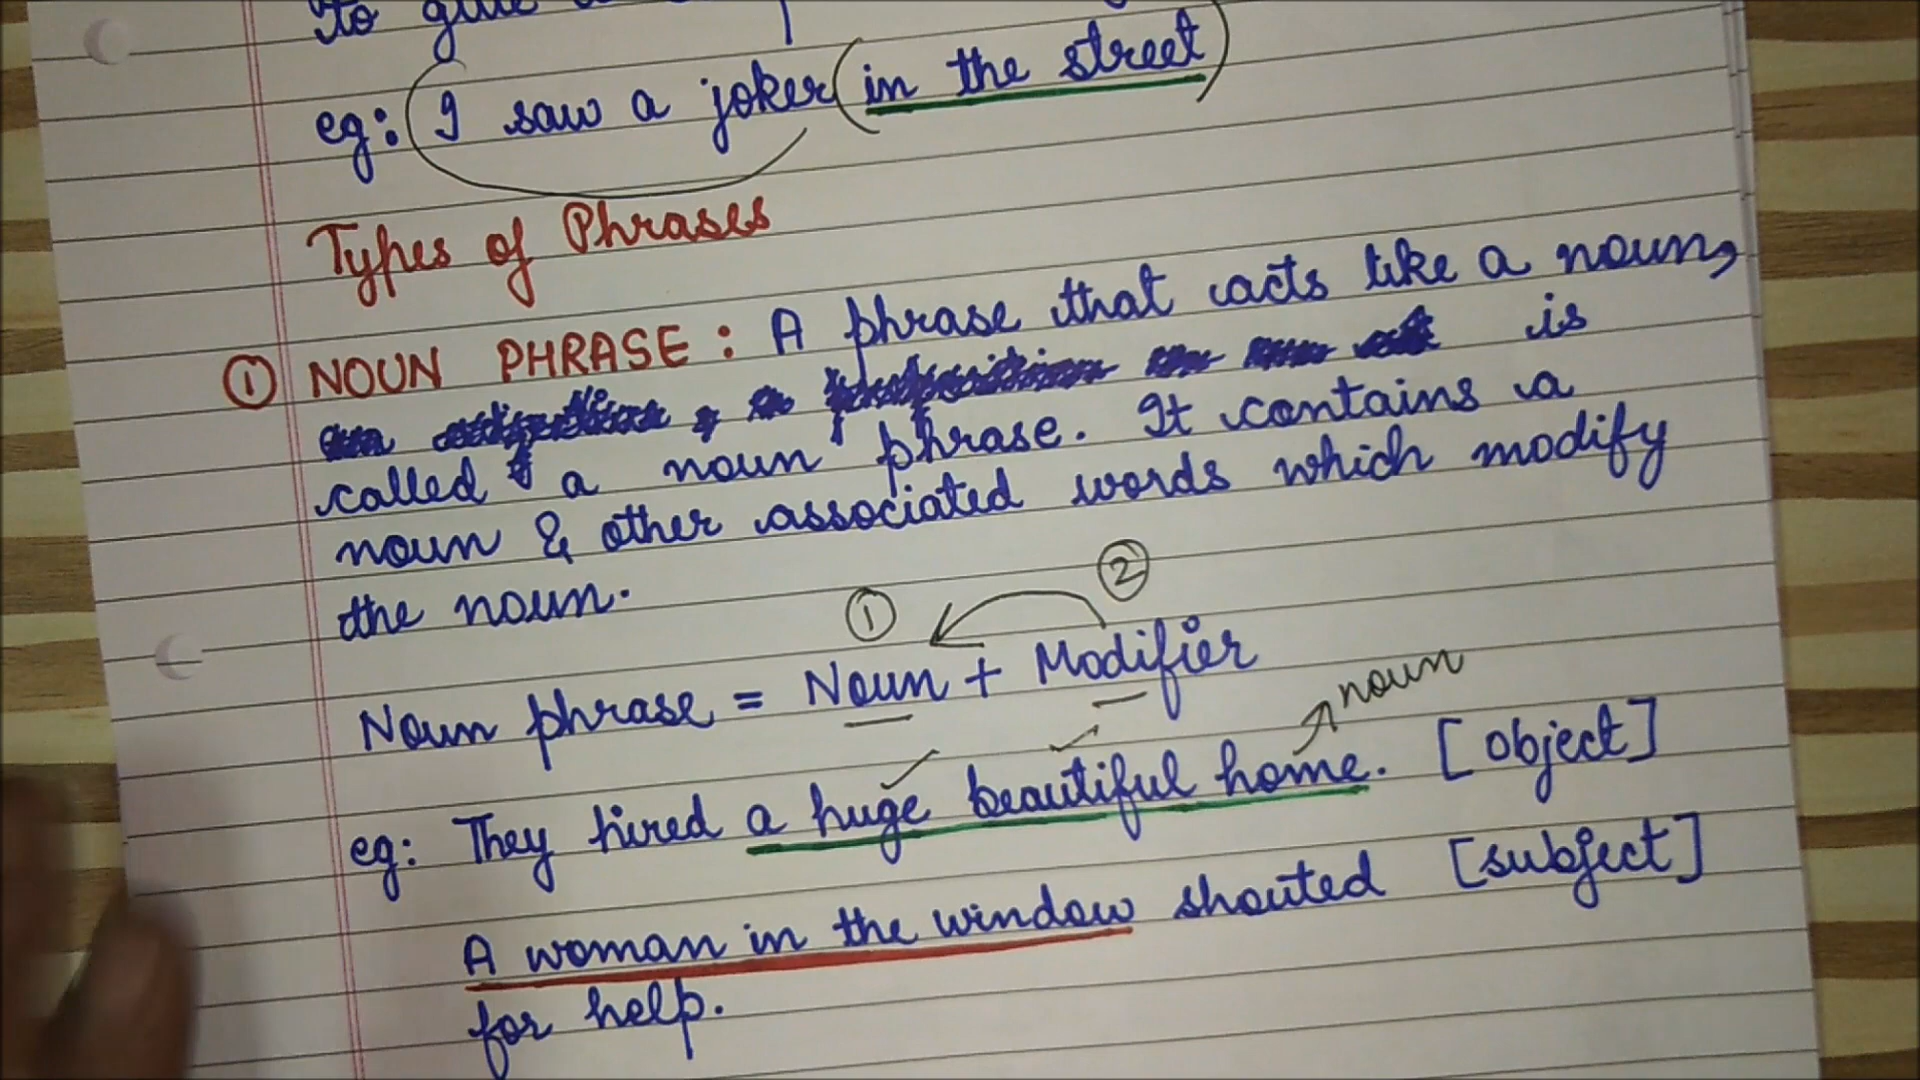 to give
eg: I saw a joker in the street
Types of Phrases
① NOUN PHRASE : A phrase that acts like a noun,
is
called a noun phrase. It contains a
noun & other associated words which modify
the noun.
① ②
Noun phrase = Noun + Modifier
noun
eg: They hired a huge beautiful home. [object]
A woman in the window shouted [subject]
for help.